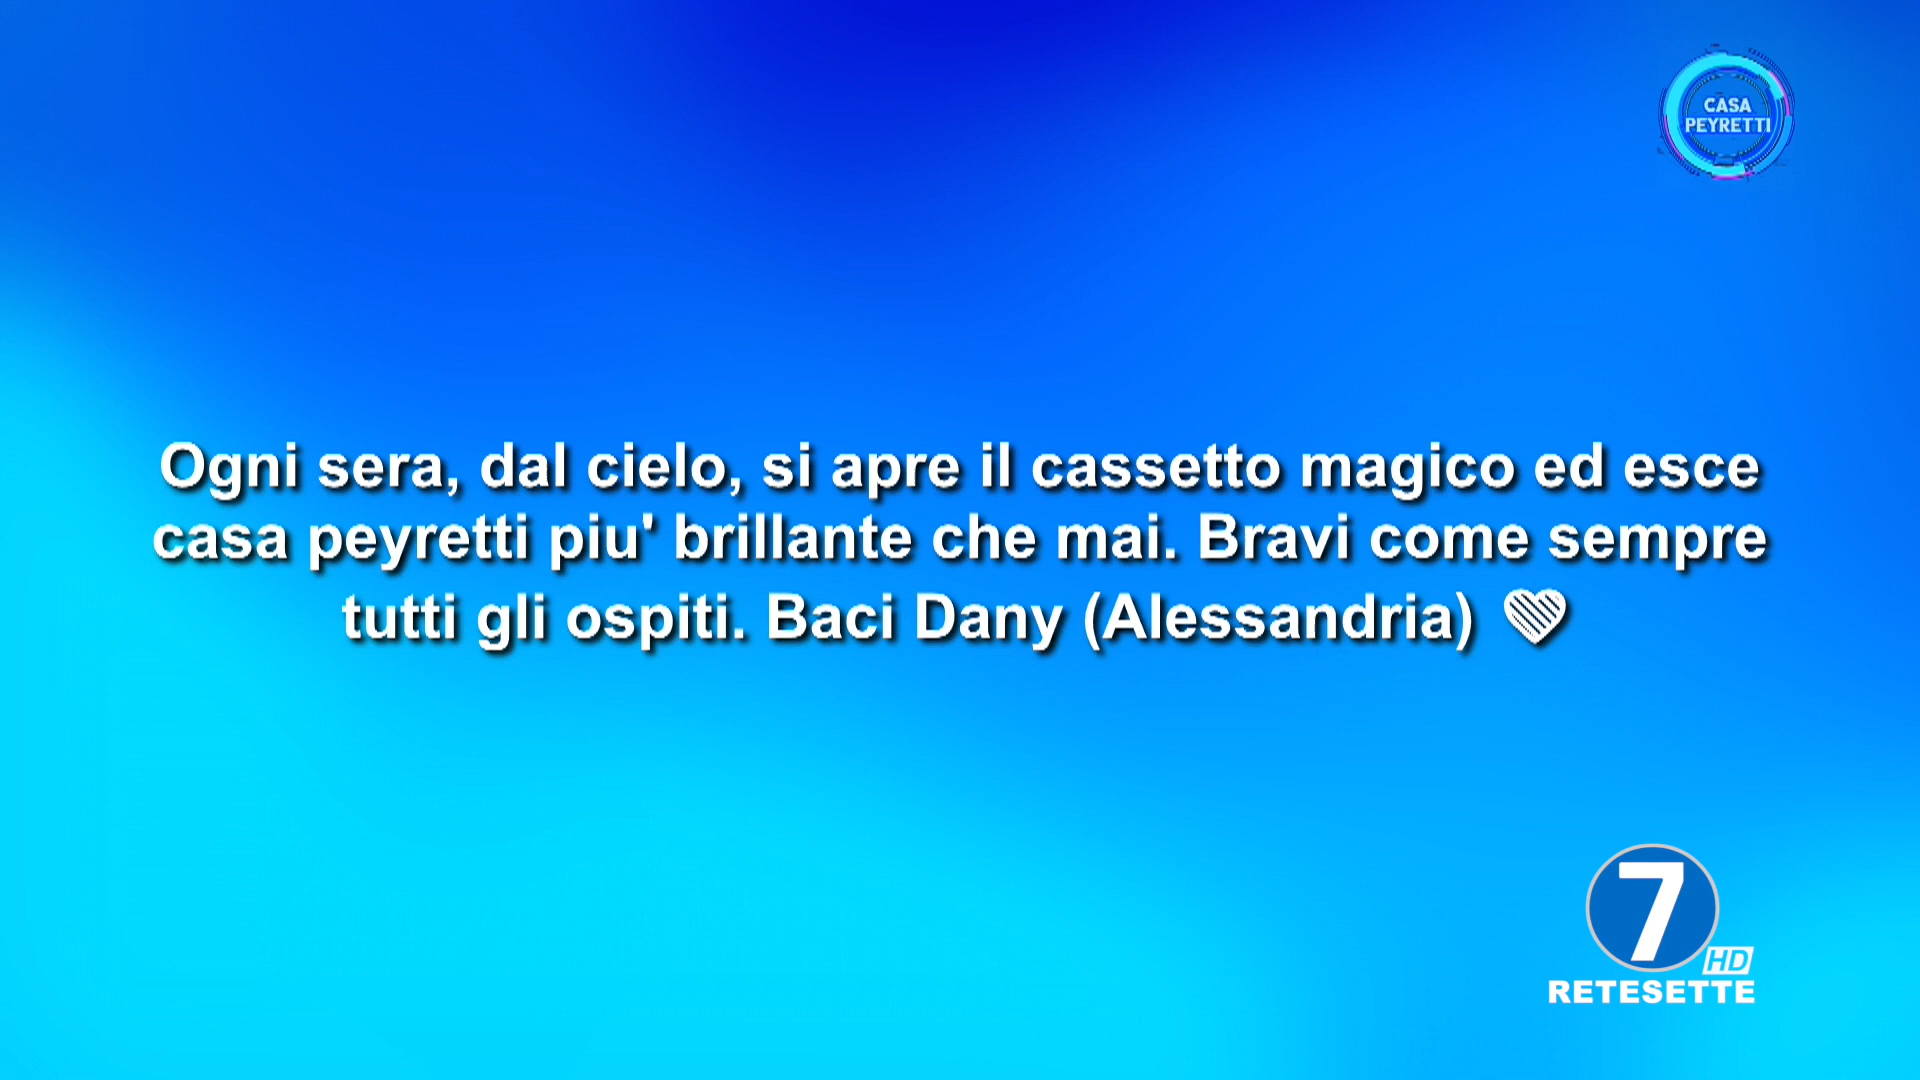 CASA
PEYRETTI
Ogni sera, dal cielo, si apre il cassetto magico ed esce
casa peyretti piu' brillante che mai. Bravi come sempre
tutti gli ospiti. Baci Dany (Alessandria) 💚
7
HD
RETESETTE